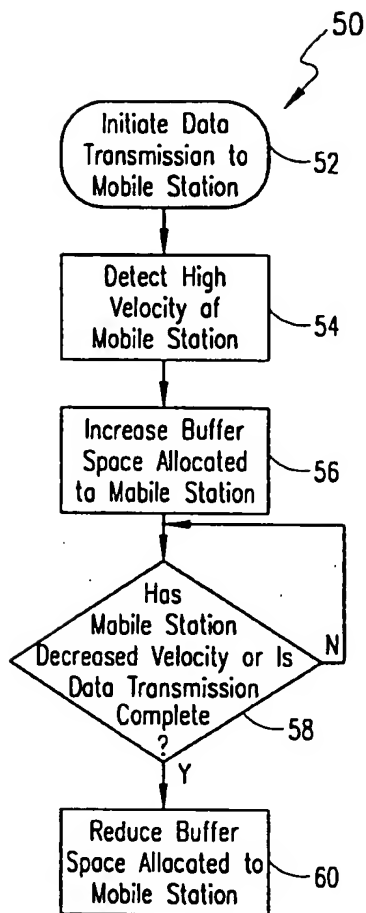 50
Initiate Data
Transmission to
Mobile Station
52
Detect High
Velocity of
Mobile Station
54
Increase Buffer
Space Allocated
to Mobile Station
56
Has
Mobile Station
Decreased Velocity or Is
Data Transmission
Complete
?
N
58
Y
Reduce Buffer
Space Allocated to
Mobile Station
60